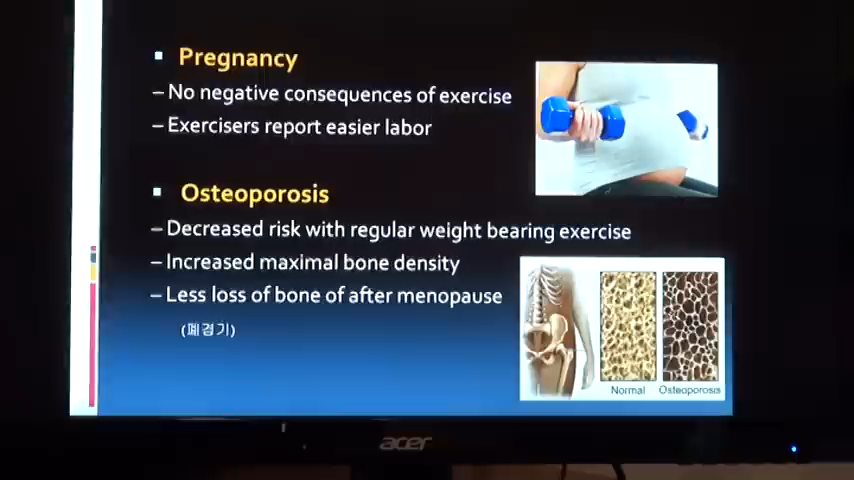 ▪ Pregnancy
– No negative consequences of exercise
– Exercisers report easier labor
▪ Osteoporosis
– Decreased risk with regular weight bearing exercise
– Increased maximal bone density
– Less loss of bone of after menopause
(폐경기)
Normal Osteoporosis
acer